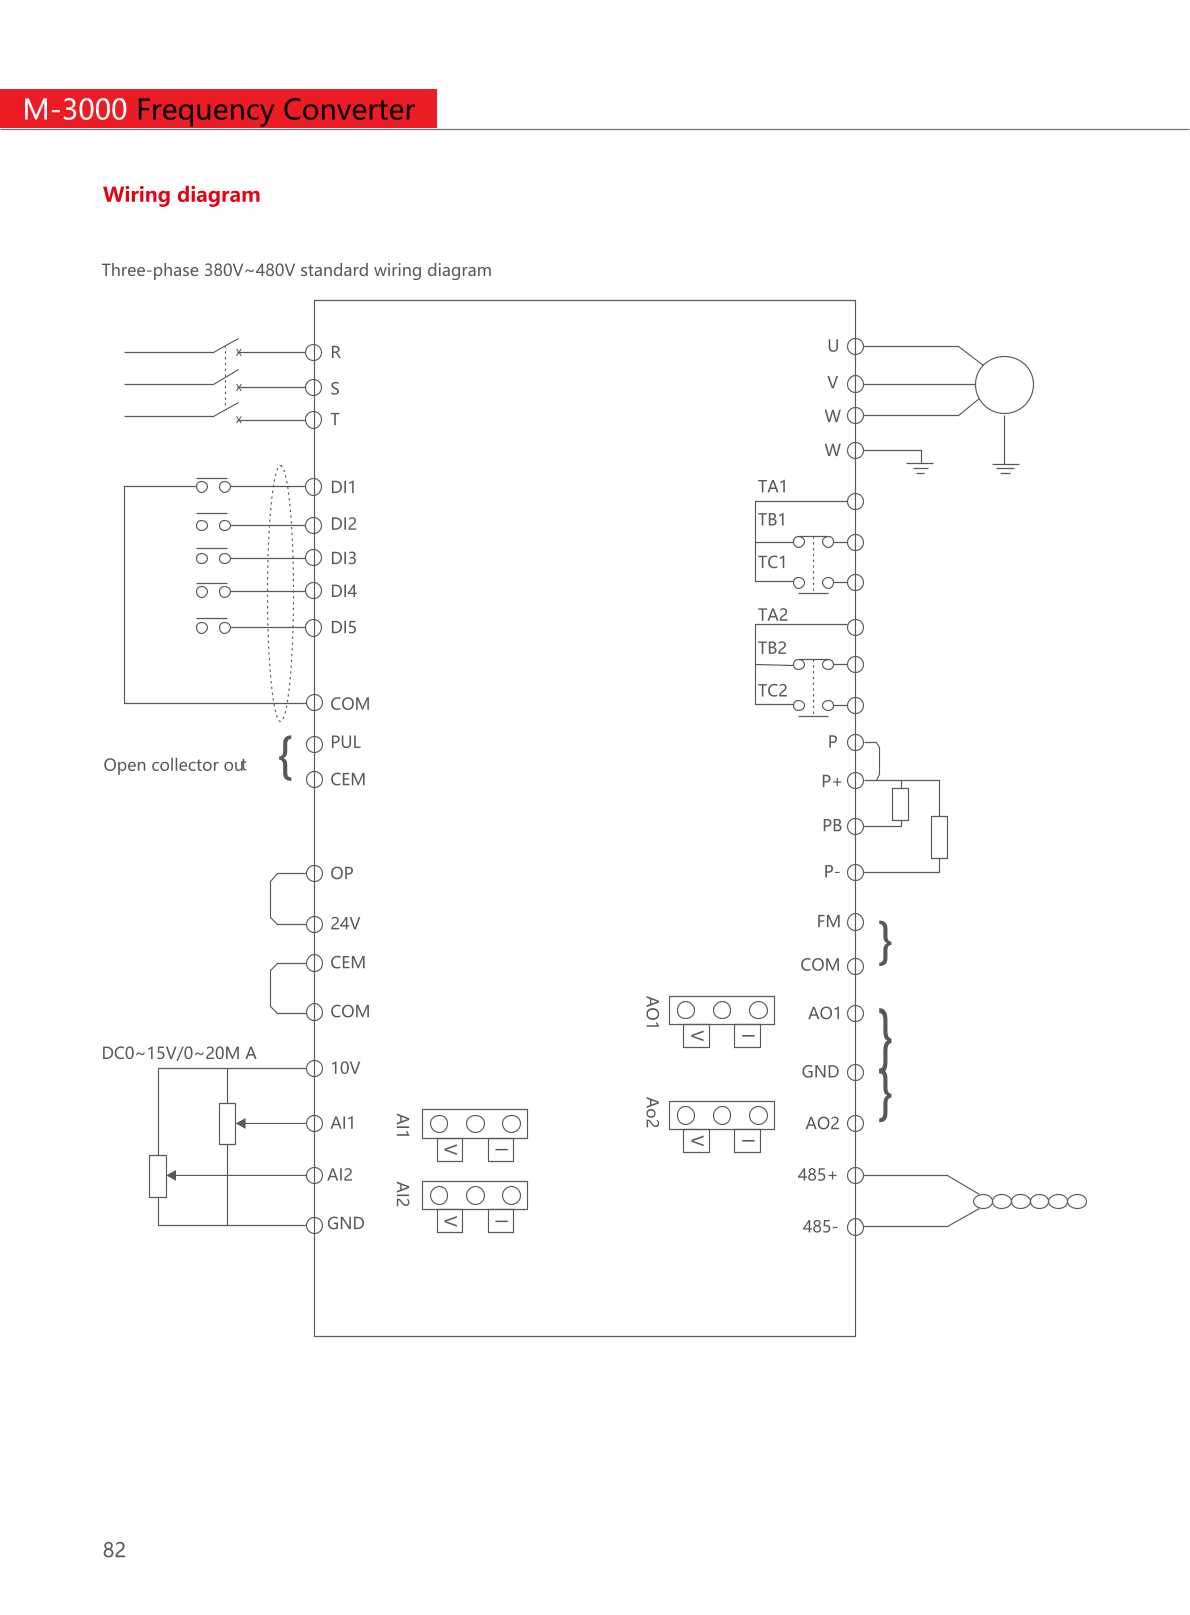 M-3000 Frequency Converter
Wiring diagram
Three-phase 380V~480V standard wiring diagram
R
S
T
DI1
DI2
DI3
DI4
DI5
COM
PUL
Open collector out
CEM
OP
24V
CEM
COM
DC0~15V/0~20M A
10V
AI1
AI2
GND
AI1
V
I
AI2
V
I
U
V
W
W
TA1
TB1
TC1
TA2
TB2
TC2
P
P+
PB
P-
FM
COM
AO1
V
I
AO1
GND
Ao2
V
I
AO2
485+
485-
82